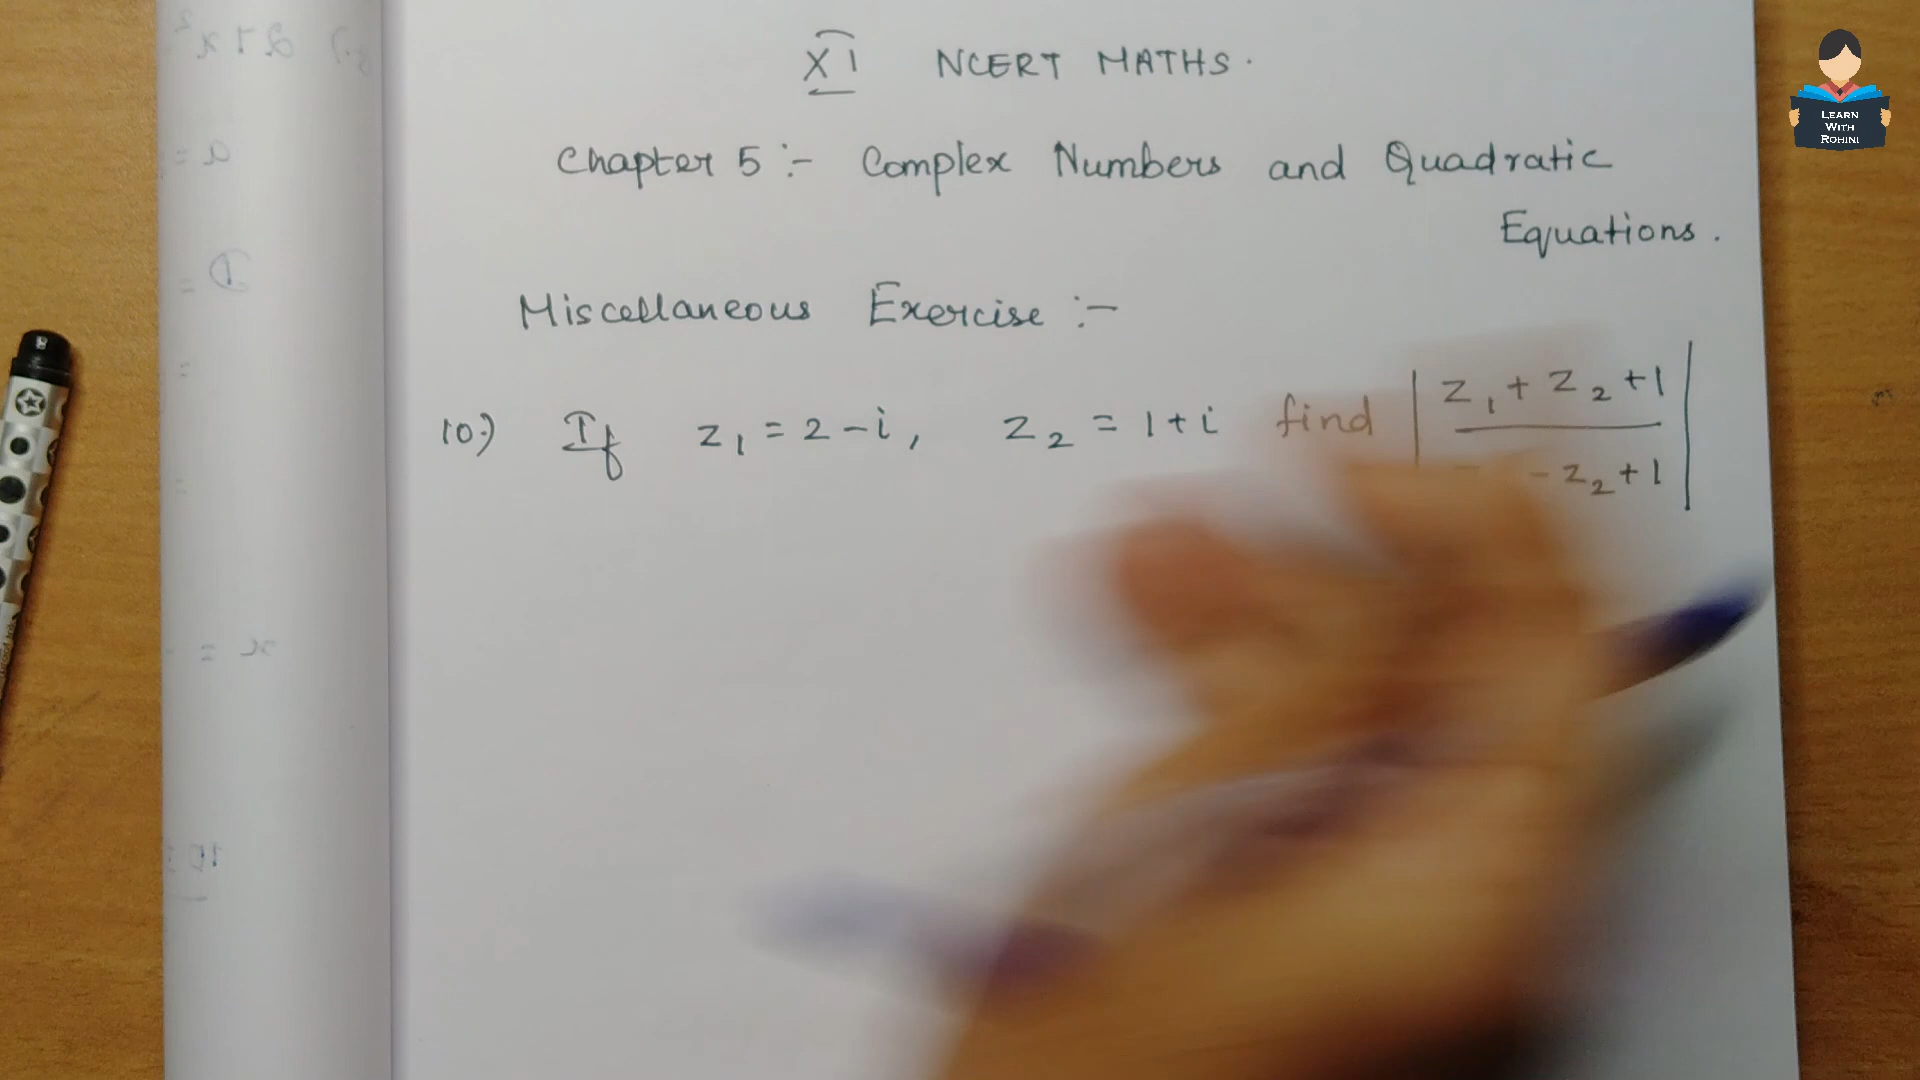 XI NCERT MATHS.
Chapter 5 :- Complex Numbers and Quadratic
Equations.
Miscellaneous Exercise :-
10.) If z₁ = 2 - i, z₂ = 1 + i find | z₁ + z₂ + 1
- z₂ + 1 |
LEARN
WITH
ROHINI